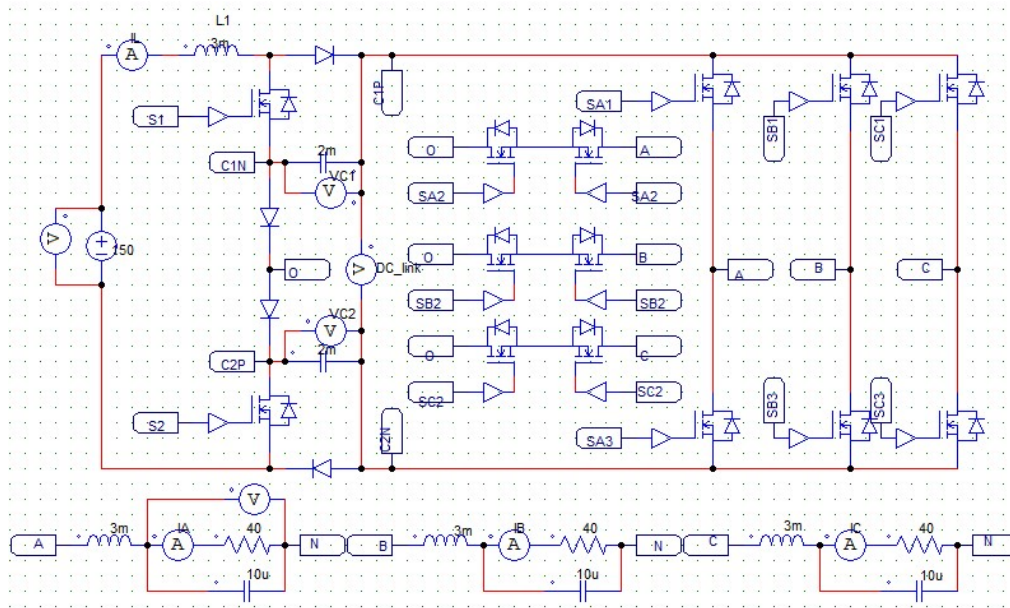 L1
IL
A
3m
S1
C1P
SA1
SB1
SC1
2m
C1N
VC1
V
O
A
SA2
SA2
V
150
O
V
DC_link
O
B
A
B
C
SB2
SB2
VC2
V
2m
C2P
O
C
SC2
SC2
S2
C2N
SA3
SB3
SC3
V
A
3m
IA
A
40
N
10u
B
3m
IB
A
40
N
10u
C
3m
IC
A
40
N
10u